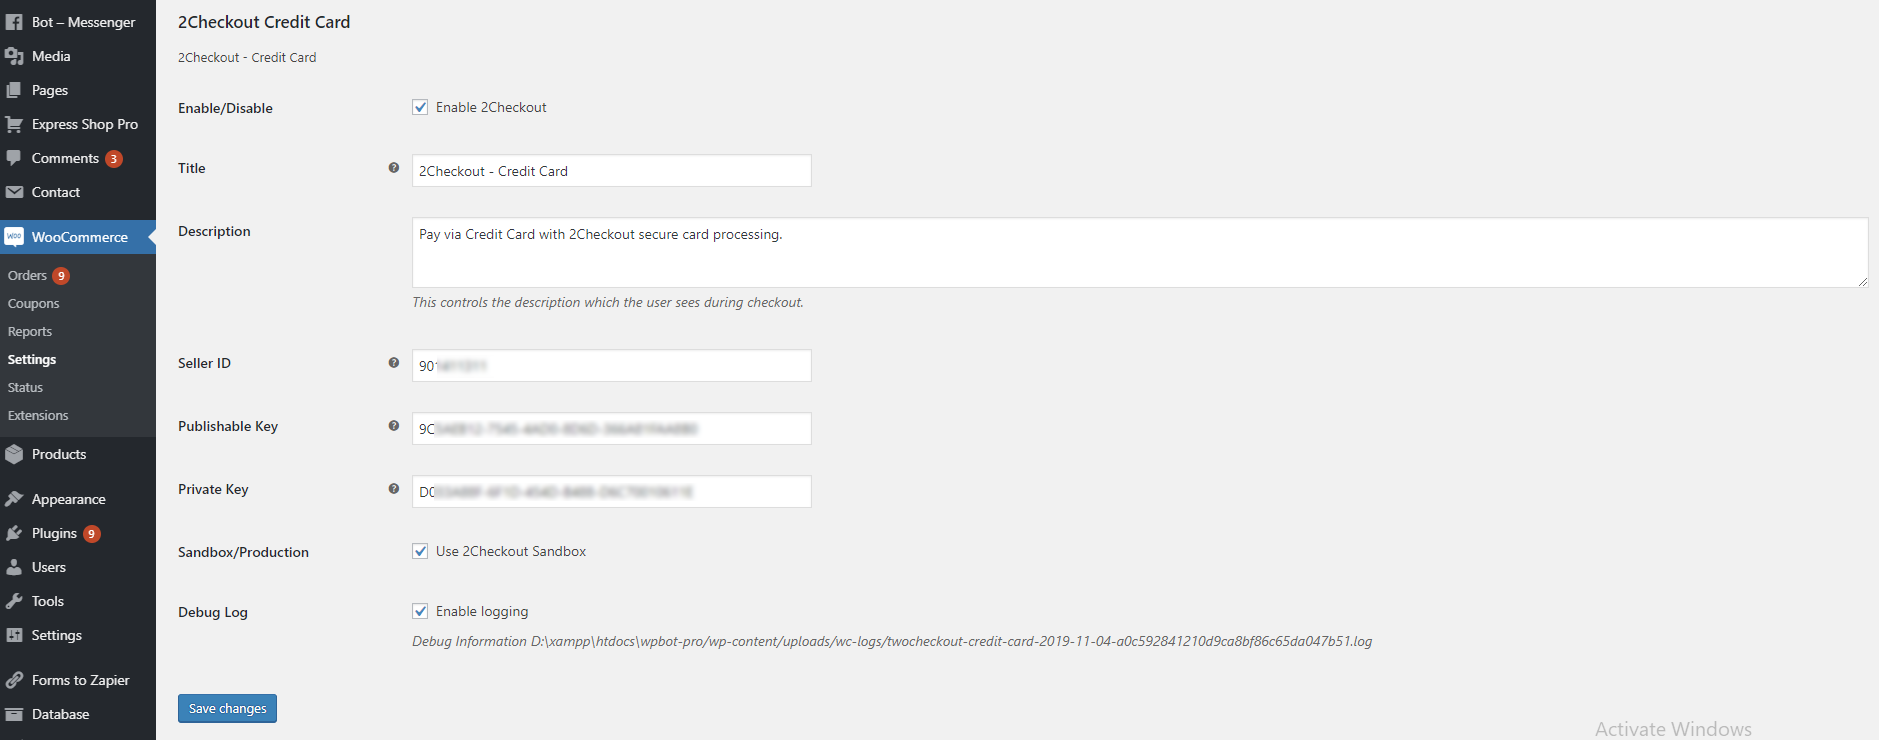 Bot – Messenger
Media
Pages
Express Shop Pro
Comments 3
Contact
WooCommerce
Orders 9
Coupons
Reports
Settings
Status
Extensions
Products
Appearance
Plugins 9
Users
Tools
Settings
Forms to Zapier
Database
2Checkout Credit Card
2Checkout - Credit Card
Enable/Disable
Enable 2Checkout
Title
2Checkout - Credit Card
Description
Pay via Credit Card with 2Checkout secure card processing.
This controls the description which the user sees during checkout.
Seller ID
Publishable Key
Private Key
Sandbox/Production
Use 2Checkout Sandbox
Debug Log
Enable logging
Debug Information D:\xampp\htdocs\wpbot-pro/wp-content/uploads/wc-logs/twocheckout-credit-card-2019-11-04-a0c592841210d9ca8bf86c65da047b51.log
Save changes
Activate Windows